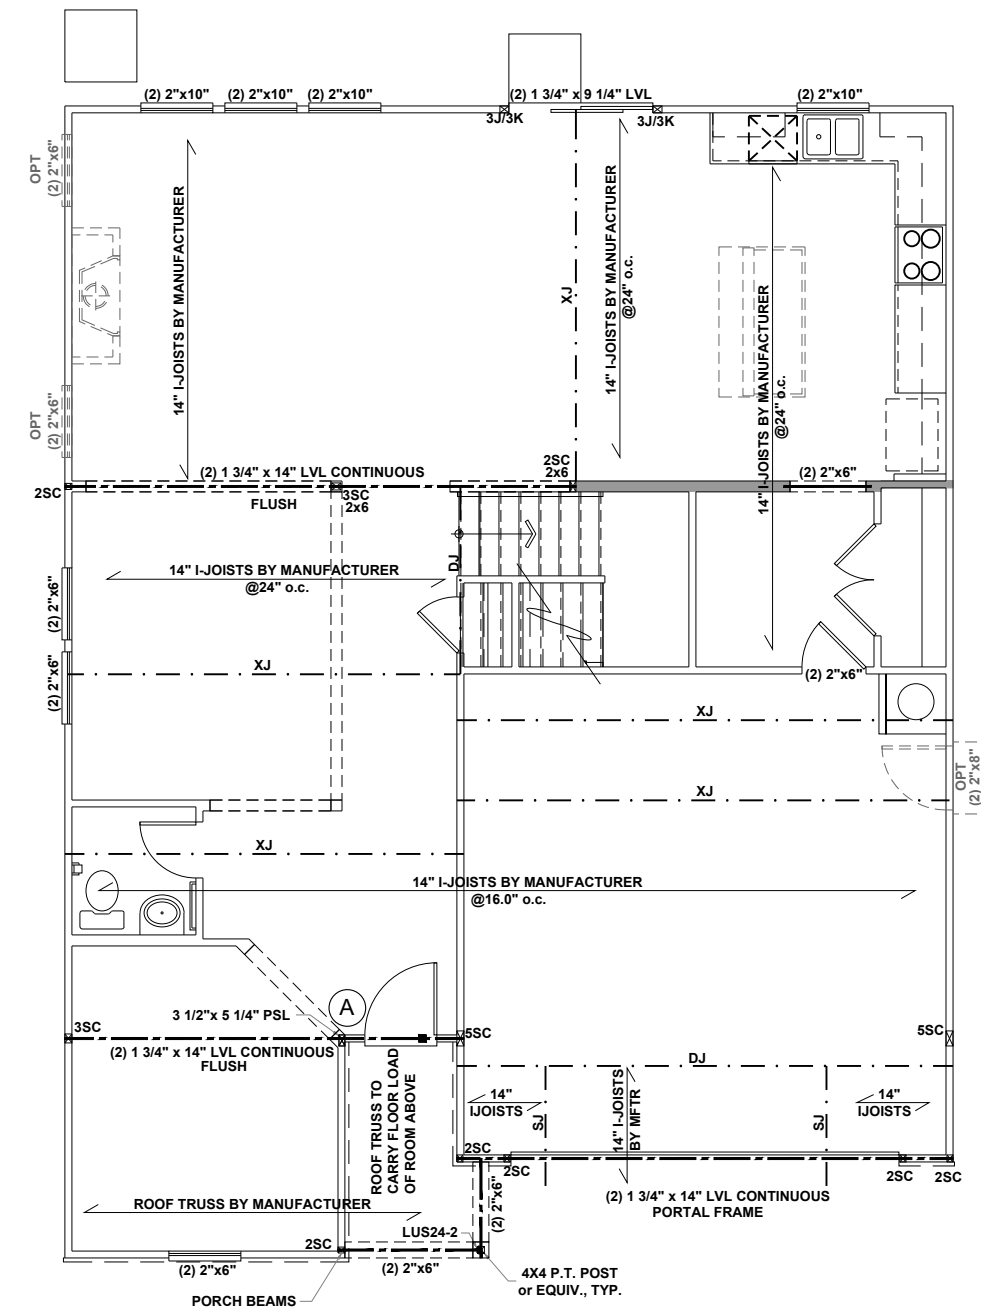 (2) 2"x10"
(2) 2"x10"
(2) 2"x10"
(2) 1 3/4" x 9 1/4" LVL
(2) 2"x10"
3J/3K
3J/3K
OPT
(2) 2"x6"
14" I-JOISTS BY MANUFACTURER
XJ
14" I-JOISTS BY MANUFACTURER
@24" o.c.
14" I-JOISTS BY MANUFACTURER
@24" o.c.
OPT
(2) 2"x6"
2SC
(2) 1 3/4" x 14" LVL CONTINUOUS
FLUSH
3SC
2x6
2SC
2x6
(2) 2"x6"
DJ
14" I-JOISTS BY MANUFACTURER
@24" o.c.
(2) 2"x6"
(2) 2"x6"
XJ
(2) 2"x6"
XJ
OPT
(2) 2"x8"
XJ
XJ
14" I-JOISTS BY MANUFACTURER
@16.0" o.c.
A
3 1/2"x 5 1/4" PSL
3SC
5SC
5SC
(2) 1 3/4" x 14" LVL CONTINUOUS
FLUSH
DJ
ROOF TRUSS TO
CARRY FLOOR LOAD
OF ROOM ABOVE
14"
IJOISTS
SJ
14" I-JOISTS
BY MFTR
SJ
14"
IJOISTS
2SC
2SC
2SC
2SC
(2) 1 3/4" x 14" LVL CONTINUOUS
PORTAL FRAME
(2) 2"x6"
ROOF TRUSS BY MANUFACTURER
LUS24-2
2SC
(2) 2"x6"
(2) 2"x6"
4X4 P.T. POST
or EQUIV., TYP.
PORCH BEAMS